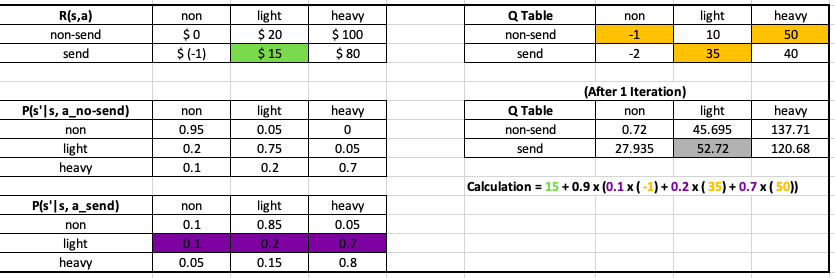 R(s,a) non light heavy
non-send $ 0 $ 20 $ 100
send $ (-1) $ 15 $ 80
Q Table non light heavy
non-send -1 10 50
send -2 35 40
P(s'|s, a_no-send) non light heavy
non 0.95 0.05 0
light 0.2 0.75 0.05
heavy 0.1 0.2 0.7
(After 1 Iteration)
Q Table non light heavy
non-send 0.72 45.695 137.71
send 27.935 52.72 120.68
Calculation = 15 + 0.9 x (0.1 x ( -1) + 0.2 x ( 35) + 0.7 x ( 50))
P(s'|s, a_send) non light heavy
non 0.1 0.85 0.05
light 0.1 0.2 0.7
heavy 0.05 0.15 0.8